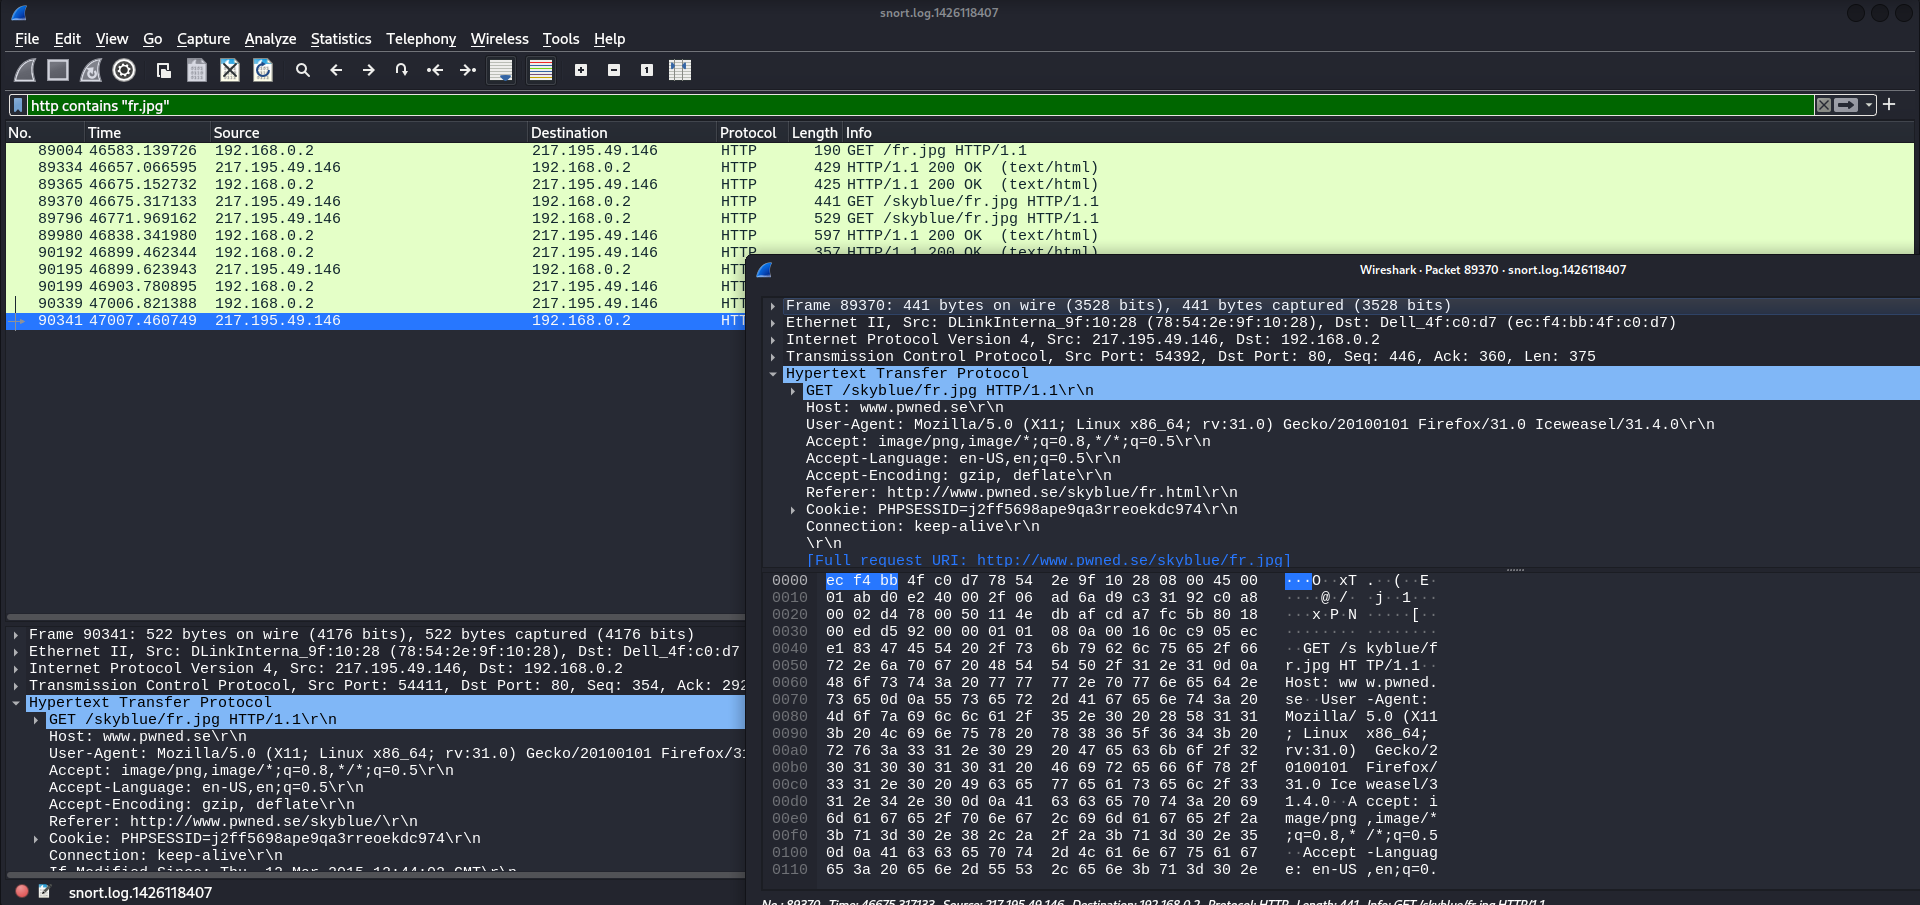 snort.log.1426118407
File Edit View Go Capture Analyze Statistics Telephony Wireless Tools Help
http contains "fr.jpg"
No. Time Source Destination Protocol Length Info
89004 46583.139726 192.168.0.2 217.195.49.146 HTTP 190 GET /fr.jpg HTTP/1.1
89334 46657.066595 217.195.49.146 192.168.0.2 HTTP 429 HTTP/1.1 200 OK (text/html)
89365 46675.152732 192.168.0.2 217.195.49.146 HTTP 425 HTTP/1.1 200 OK (text/html)
89370 46675.317133 217.195.49.146 192.168.0.2 HTTP 441 GET /skyblue/fr.jpg HTTP/1.1
89796 46771.969162 217.195.49.146 192.168.0.2 HTTP 529 GET /skyblue/fr.jpg HTTP/1.1
89980 46838.341980 192.168.0.2 217.195.49.146 HTTP 597 HTTP/1.1 200 OK (text/html)
90192 46899.462344 192.168.0.2 217.195.49.146 HTTP 357 HTTP/1.1 200 OK (text/html)
90195 46899.623943 217.195.49.146 192.168.0.2 HTT
90199 46903.780895 192.168.0.2 217.195.49.146 HTT
90339 47006.821388 192.168.0.2 217.195.49.146 HTT
90341 47007.460749 217.195.49.146 192.168.0.2 HTT
Frame 90341: 522 bytes on wire (4176 bits), 522 bytes captured (4176 bits)
Ethernet II, Src: DLinkInterna_9f:10:28 (78:54:2e:9f:10:28), Dst: Dell_4f:c0:d7
Internet Protocol Version 4, Src: 217.195.49.146, Dst: 192.168.0.2
Transmission Control Protocol, Src Port: 54411, Dst Port: 80, Seq: 354, Ack: 292
Hypertext Transfer Protocol
GET /skyblue/fr.jpg HTTP/1.1\r\n
Host: www.pwned.se\r\n
User-Agent: Mozilla/5.0 (X11; Linux x86_64; rv:31.0) Gecko/20100101 Firefox/31
Accept: image/png,image/*;q=0.8,*/*;q=0.5\r\n
Accept-Language: en-US,en;q=0.5\r\n
Accept-Encoding: gzip, deflate\r\n
Referer: http://www.pwned.se/skyblue/\r\n
Cookie: PHPSESSID=j2ff5698ape9qa3rreoekdc974\r\n
Connection: keep-alive\r\n
If-Modified-Since: Thu, 12 Mar 2015 12:44:02 GMT\r\n
snort.log.1426118407
Wireshark · Packet 89370 · snort.log.1426118407
Frame 89370: 441 bytes on wire (3528 bits), 441 bytes captured (3528 bits)
Ethernet II, Src: DLinkInterna_9f:10:28 (78:54:2e:9f:10:28), Dst: Dell_4f:c0:d7 (ec:f4:bb:4f:c0:d7)
Internet Protocol Version 4, Src: 217.195.49.146, Dst: 192.168.0.2
Transmission Control Protocol, Src Port: 54392, Dst Port: 80, Seq: 446, Ack: 360, Len: 375
Hypertext Transfer Protocol
GET /skyblue/fr.jpg HTTP/1.1\r\n
Host: www.pwned.se\r\n
User-Agent: Mozilla/5.0 (X11; Linux x86_64; rv:31.0) Gecko/20100101 Firefox/31.0 Iceweasel/31.4.0\r\n
Accept: image/png,image/*;q=0.8,*/*;q=0.5\r\n
Accept-Language: en-US,en;q=0.5\r\n
Accept-Encoding: gzip, deflate\r\n
Referer: http://www.pwned.se/skyblue/fr.html\r\n
Cookie: PHPSESSID=j2ff5698ape9qa3rreoekdc974\r\n
Connection: keep-alive\r\n
\r\n
[Full request URI: http://www.pwned.se/skyblue/fr.jpg]
0000 ec f4 bb 4f c0 d7 78 54 2e 9f 10 28 08 00 45 00 ···O··xT .··(··E·
0010 01 ab d0 e2 40 00 2f 06 ad 6a d9 c3 31 92 c0 a8 ····@·/· ·j··1···
0020 00 02 d4 78 00 50 11 4e db af cd a7 fc 5b 80 18 ···x·P·N ·····[··
0030 00 ed d5 92 00 00 01 01 08 0a 00 16 0c c9 05 ec ········ ········
0040 e1 83 47 45 54 20 2f 73 6b 79 62 6c 75 65 2f 66 ··GET /s kyblue/f
0050 72 2e 6a 70 67 20 48 54 54 50 2f 31 2e 31 0d 0a r.jpg HT TP/1.1··
0060 48 6f 73 74 3a 20 77 77 77 2e 70 77 6e 65 64 2e Host: ww w.pwned.
0070 73 65 0d 0a 55 73 65 72 2d 41 67 65 6e 74 3a 20 se··User -Agent:
0080 4d 6f 7a 69 6c 6c 61 2f 35 2e 30 20 28 58 31 31 Mozilla/ 5.0 (X11
0090 3b 20 4c 69 6e 75 78 20 78 38 36 5f 36 34 3b 20 ; Linux x86_64;
00a0 72 76 3a 33 31 2e 30 29 20 47 65 63 6b 6f 2f 32 rv:31.0) Gecko/2
00b0 30 31 30 30 31 30 31 20 46 69 72 65 66 6f 78 2f 0100101 Firefox/
00c0 33 31 2e 30 20 49 63 65 77 65 61 73 65 6c 2f 33 31.0 Ice weasel/3
00d0 31 2e 34 2e 30 0d 0a 41 63 63 65 70 74 3a 20 69 1.4.0··A ccept: i
00e0 6d 61 67 65 2f 70 6e 67 2c 69 6d 61 67 65 2f 2a mage/png ,image/*
00f0 3b 71 3d 30 2e 38 2c 2a 2f 2a 3b 71 3d 30 2e 35 ;q=0.8,* /*;q=0.5
0100 0d 0a 41 63 63 65 70 74 2d 4c 61 6e 67 75 61 67 ··Accept -Languag
0110 65 3a 20 65 6e 2d 55 53 2c 65 6e 3b 71 3d 30 2e e: en-US ,en;q=0.
No.: 89370 · Time: 46675.317133 · Source: 217.195.49.146 · Destination: 192.168.0.2 · Protocol: HTTP · Length: 441 · Info: GET /skyblue/fr.jpg HTTP/1.1